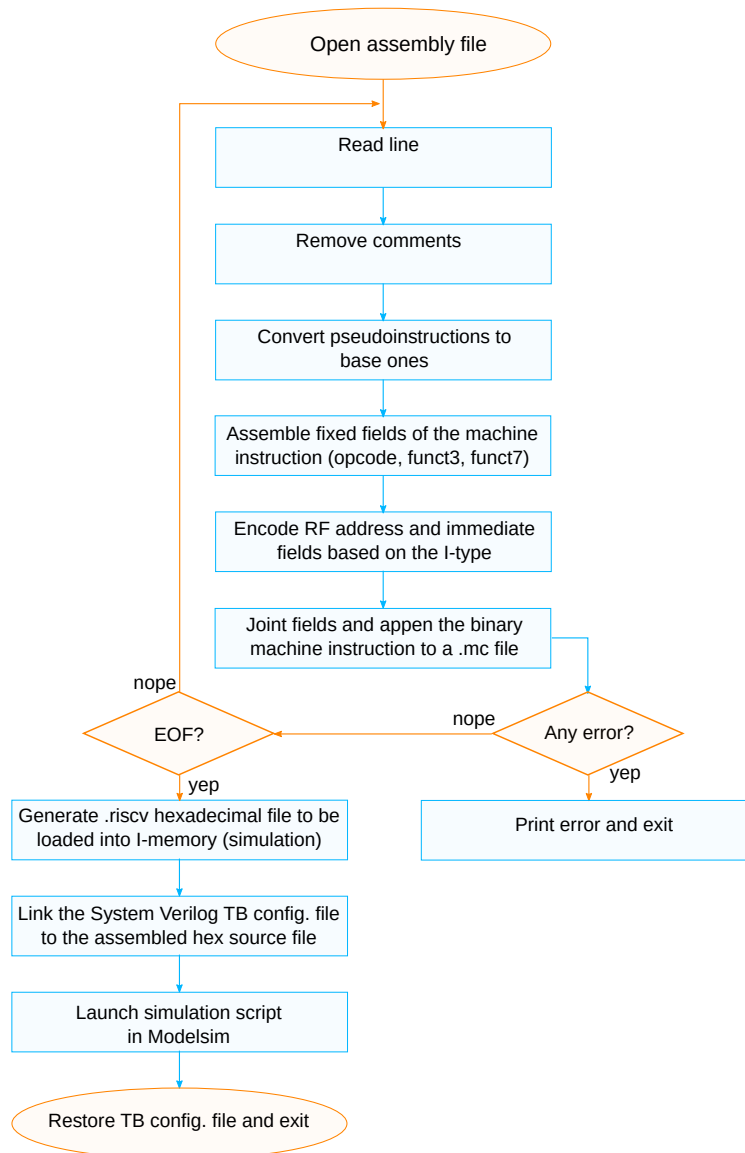 Open assembly file
Read line
Remove comments
Convert pseudoinstructions to
base ones
Assemble fixed fields of the machine
instruction (opcode, funct3, funct7)
Encode RF address and immediate
fields based on the I-type
Joint fields and appen the binary
machine instruction to a .mc file
nope
nope
EOF?
Any error?
yep
yep
Generate .riscv hexadecimal file to be
loaded into I-memory (simulation)
Print error and exit
Link the System Verilog TB config. file
to the assembled hex source file
Launch simulation script
in Modelsim
Restore TB config. file and exit